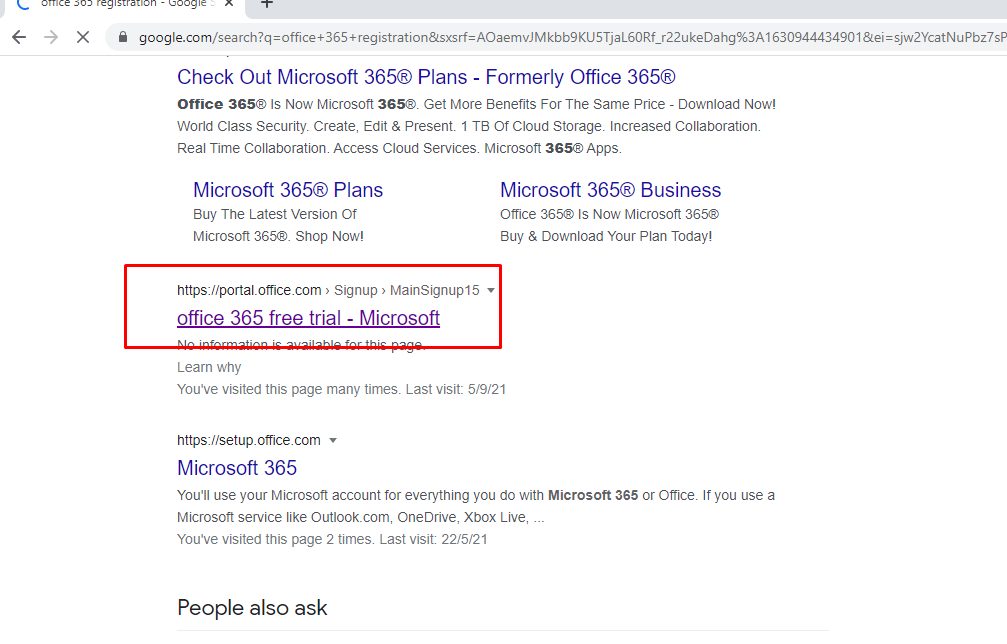 office 365 registration - Google S
google.com/search?q=office+365+registration&sxsrf=AOaemvJMkbb9KU5TjaL60Rf_r22ukeDahg%3A1630944434901&ei=sjw2YcatNuPbz7sP
Check Out Microsoft 365® Plans - Formerly Office 365®
Office 365® Is Now Microsoft 365®. Get More Benefits For The Same Price - Download Now!
World Class Security. Create, Edit & Present. 1 TB Of Cloud Storage. Increased Collaboration.
Real Time Collaboration. Access Cloud Services. Microsoft 365® Apps.
Microsoft 365® Plans
Buy The Latest Version Of
Microsoft 365®. Shop Now!
Microsoft 365® Business
Office 365® Is Now Microsoft 365®
Buy & Download Your Plan Today!
https://portal.office.com › Signup › MainSignup15
office 365 free trial - Microsoft
No information is available for this page.
Learn why
You've visited this page many times. Last visit: 5/9/21
https://setup.office.com
Microsoft 365
You'll use your Microsoft account for everything you do with Microsoft 365 or Office. If you use a
Microsoft service like Outlook.com, OneDrive, Xbox Live, ...
You've visited this page 2 times. Last visit: 22/5/21
People also ask